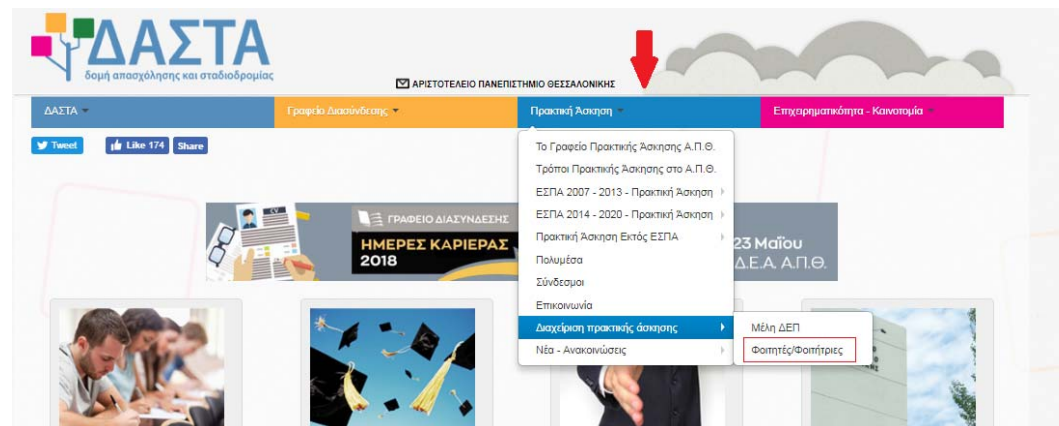 ΔΑΣΤΑ
δομή απασχόλησης και σταδιοδρομίας
ΑΡΙΣΤΟΤΕΛΕΙΟ ΠΑΝΕΠΙΣΤΗΜΙΟ ΘΕΣΣΑΛΟΝΙΚΗΣ
ΔΑΣΤΑ
Γραφείο Διασύνδεσης
Πρακτική Άσκηση
Επιχειρηματικότητα - Καινοτομία
Tweet
Like 174
Share
Το Γραφείο Πρακτικής Άσκησης Α.Π.Θ.
Τρόποι Πρακτικής Άσκησης στο Α.Π.Θ.
ΕΣΠΑ 2007 - 2013 - Πρακτική Άσκηση
ΕΣΠΑ 2014 - 2020 - Πρακτική Άσκηση
Πρακτική Άσκηση Εκτός ΕΣΠΑ
Πολυμέσα
Σύνδεσμοι
Επικοινωνία
Διαχείριση πρακτικής άσκησης
Νέα - Ανακοινώσεις
Μέλη ΔΕΠ
Φοιτητές/Φοιτήτριες
CV
ΓΡΑΦΕΙΟ ΔΙΑΣΥΝΔΕΣΗΣ
ΗΜΕΡΕΣ ΚΑΡΙΕΡΑΣ
2018
23 Μαΐου
Δ.Ε.Α. Α.Π.Θ.